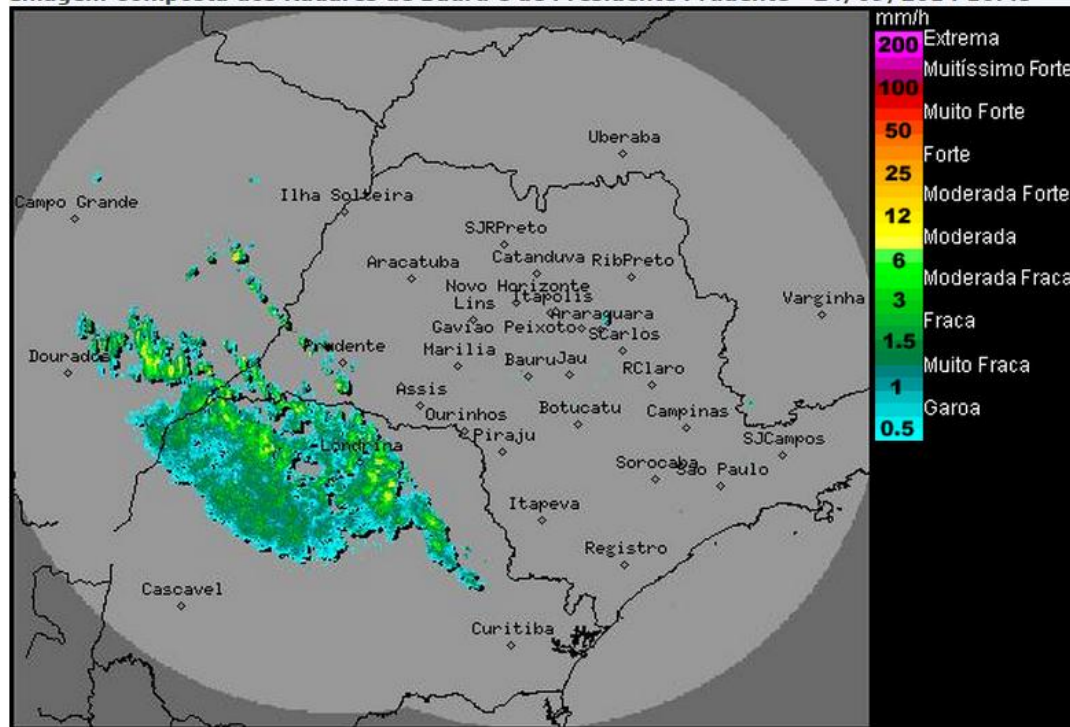 mm/h
200 Extrema
Muitíssimo Forte
100
Muito Forte
50
Forte
25
Moderada Forte
12
Moderada
6
Moderada Fraca
3
Fraca
1.5
Muito Fraca
1
Garoa
0.5
Uberaba
Campo Grande
Ilha Solteira
SJRPreto
Aracatuba
Catanduva
RibPreto
Novo Horizonte
Lins
Itapolis
Varginha
Araraquara
Gaviao Peixoto
SCarlos
Dourados
Prudente
Marilia
Bauru
Jau
RClaro
Assis
Ourinhos
Botucatu
Campinas
Piraju
SJCampos
Londrina
Sorocaba
Sao Paulo
Itapeva
Registro
Cascavel
Curitiba